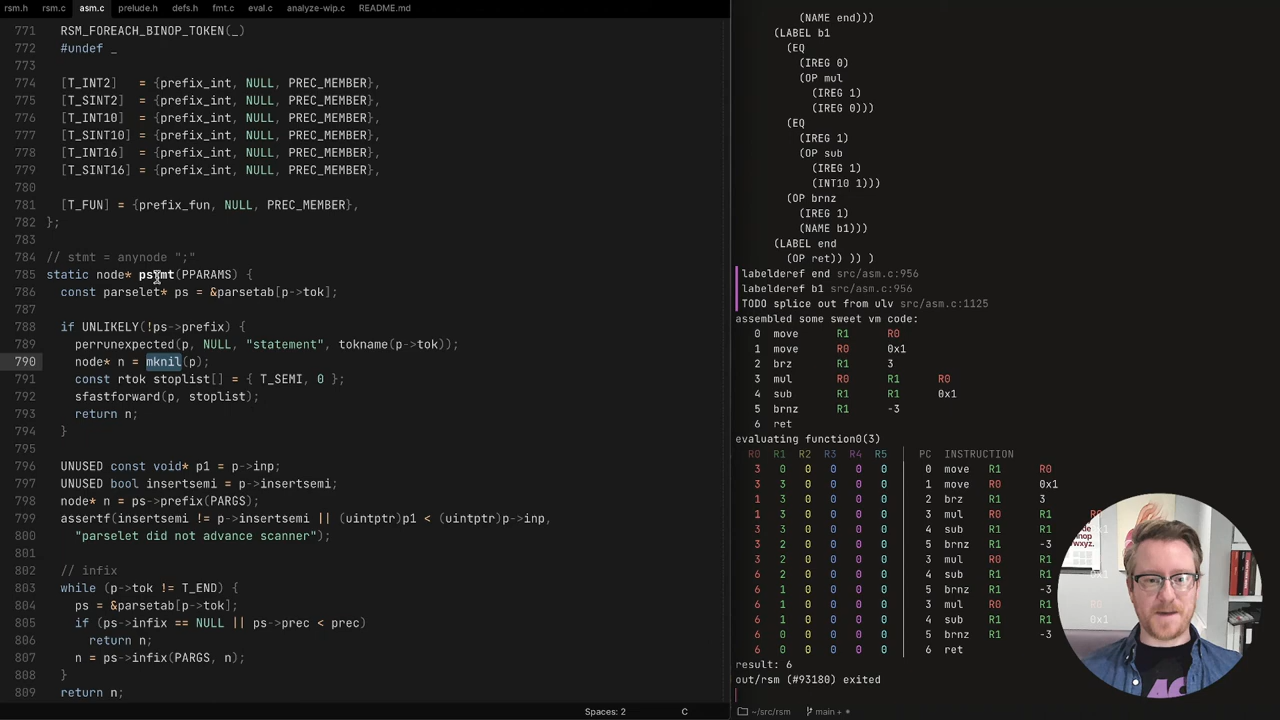 rsm.h rsm.c asm.c prelude.h defs.h fmt.c eval.c analyze-wip.c README.md
771 RSM_FOREACH_BINOP_TOKEN(_)
772 #undef _
773
774 [T_INT2] = {prefix_int, NULL, PREC_MEMBER},
775 [T_SINT2] = {prefix_int, NULL, PREC_MEMBER},
776 [T_INT10] = {prefix_int, NULL, PREC_MEMBER},
777 [T_SINT10] = {prefix_int, NULL, PREC_MEMBER},
778 [T_INT16] = {prefix_int, NULL, PREC_MEMBER},
779 [T_SINT16] = {prefix_int, NULL, PREC_MEMBER},
780
781 [T_FUN] = {prefix_fun, NULL, PREC_MEMBER},
782 };
783
784 // stmt = anynode ";"
785 static node* pstmt(PPARAMS) {
786 const parselet* ps = &parsetab[p->tok];
787
788 if UNLIKELY(!ps->prefix) {
789 perrunexpected(p, NULL, "statement", tokname(p->tok));
790 node* n = mknil(p);
791 const rtok stoplist[] = { T_SEMI, 0 };
792 sfastforward(p, stoplist);
793 return n;
794 }
795
796 UNUSED const void* p1 = p->inp;
797 UNUSED bool insertsemi = p->insertsemi;
798 node* n = ps->prefix(PARGS);
799 assertf(insertsemi != p->insertsemi || (uintptr)p1 < (uintptr)p->inp,
800 "parselet did not advance scanner");
801
802 // infix
803 while (p->tok != T_END) {
804 ps = &parsetab[p->tok];
805 if (ps->infix == NULL || ps->prec < prec)
806 return n;
807 n = ps->infix(PARGS, n);
808 }
809 return n;
Spaces: 2 C
(NAME end)))
(LABEL b1
(EQ
(IREG 0)
(OP mul
(IREG 1)
(IREG 0)))
(EQ
(IREG 1)
(OP sub
(IREG 1)
(INT10 1)))
(OP brnz
(IREG 1)
(NAME b1)))
(LABEL end
(OP ret)) )) )
labelderef end src/asm.c:956
labelderef b1 src/asm.c:956
TODO splice out from ulv src/asm.c:1125
assembled some sweet vm code:
0 move R1 R0
1 move R0 0x1
2 brz R1 3
3 mul R0 R1 R0
4 sub R1 R1 0x1
5 brnz R1 -3
6 ret
evaluating function0(3)
R0 R1 R2 R3 R4 R5 PC INSTRUCTION
3 0 0 0 0 0 0 move R1 R0
3 3 0 0 0 0 1 move R0 0x1
1 3 0 0 0 0 2 brz R1 3
1 3 0 0 0 0 3 mul R0 R1 R0
3 3 0 0 0 0 4 sub R1 R1 0x1
3 2 0 0 0 0 5 brnz R1 -3
3 2 0 0 0 0 3 mul R0 R1
6 2 0 0 0 0 4 sub R1 R1 0x1
6 1 0 0 0 0 5 brnz R1 -3
6 1 0 0 0 0 3 mul R0 R1 R0
6 1 0 0 0 0 4 sub R1 R1 0x1
6 0 0 0 0 0 5 brnz R1 -3
6 0 0 0 0 0 6 ret
result: 6
out/rsm (#93180) exited
~/src/rsm main +